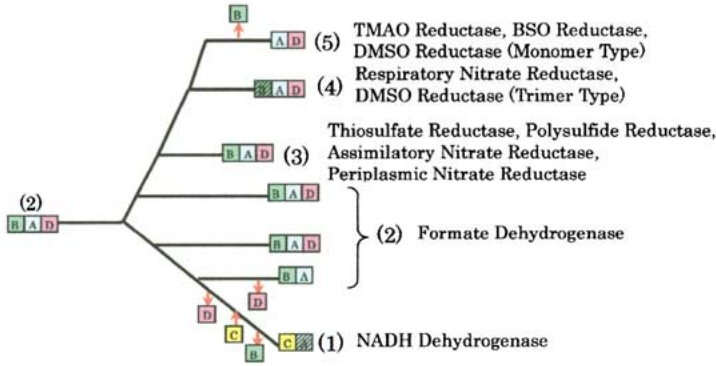 B
A D (5) TMAO Reductase, BSO Reductase,
DMSO Reductase (Monomer Type)
B A D (4) Respiratory Nitrate Reductase,
DMSO Reductase (Trimer Type)
Thiosulfate Reductase, Polysulfide Reductase,
B A D (3) Assimilatory Nitrate Reductase,
Periplasmic Nitrate Reductase
B A D
(2)
B A D
B A D
(2) Formate Dehydrogenase
B A
D
D
C
B
C A (1) NADH Dehydrogenase